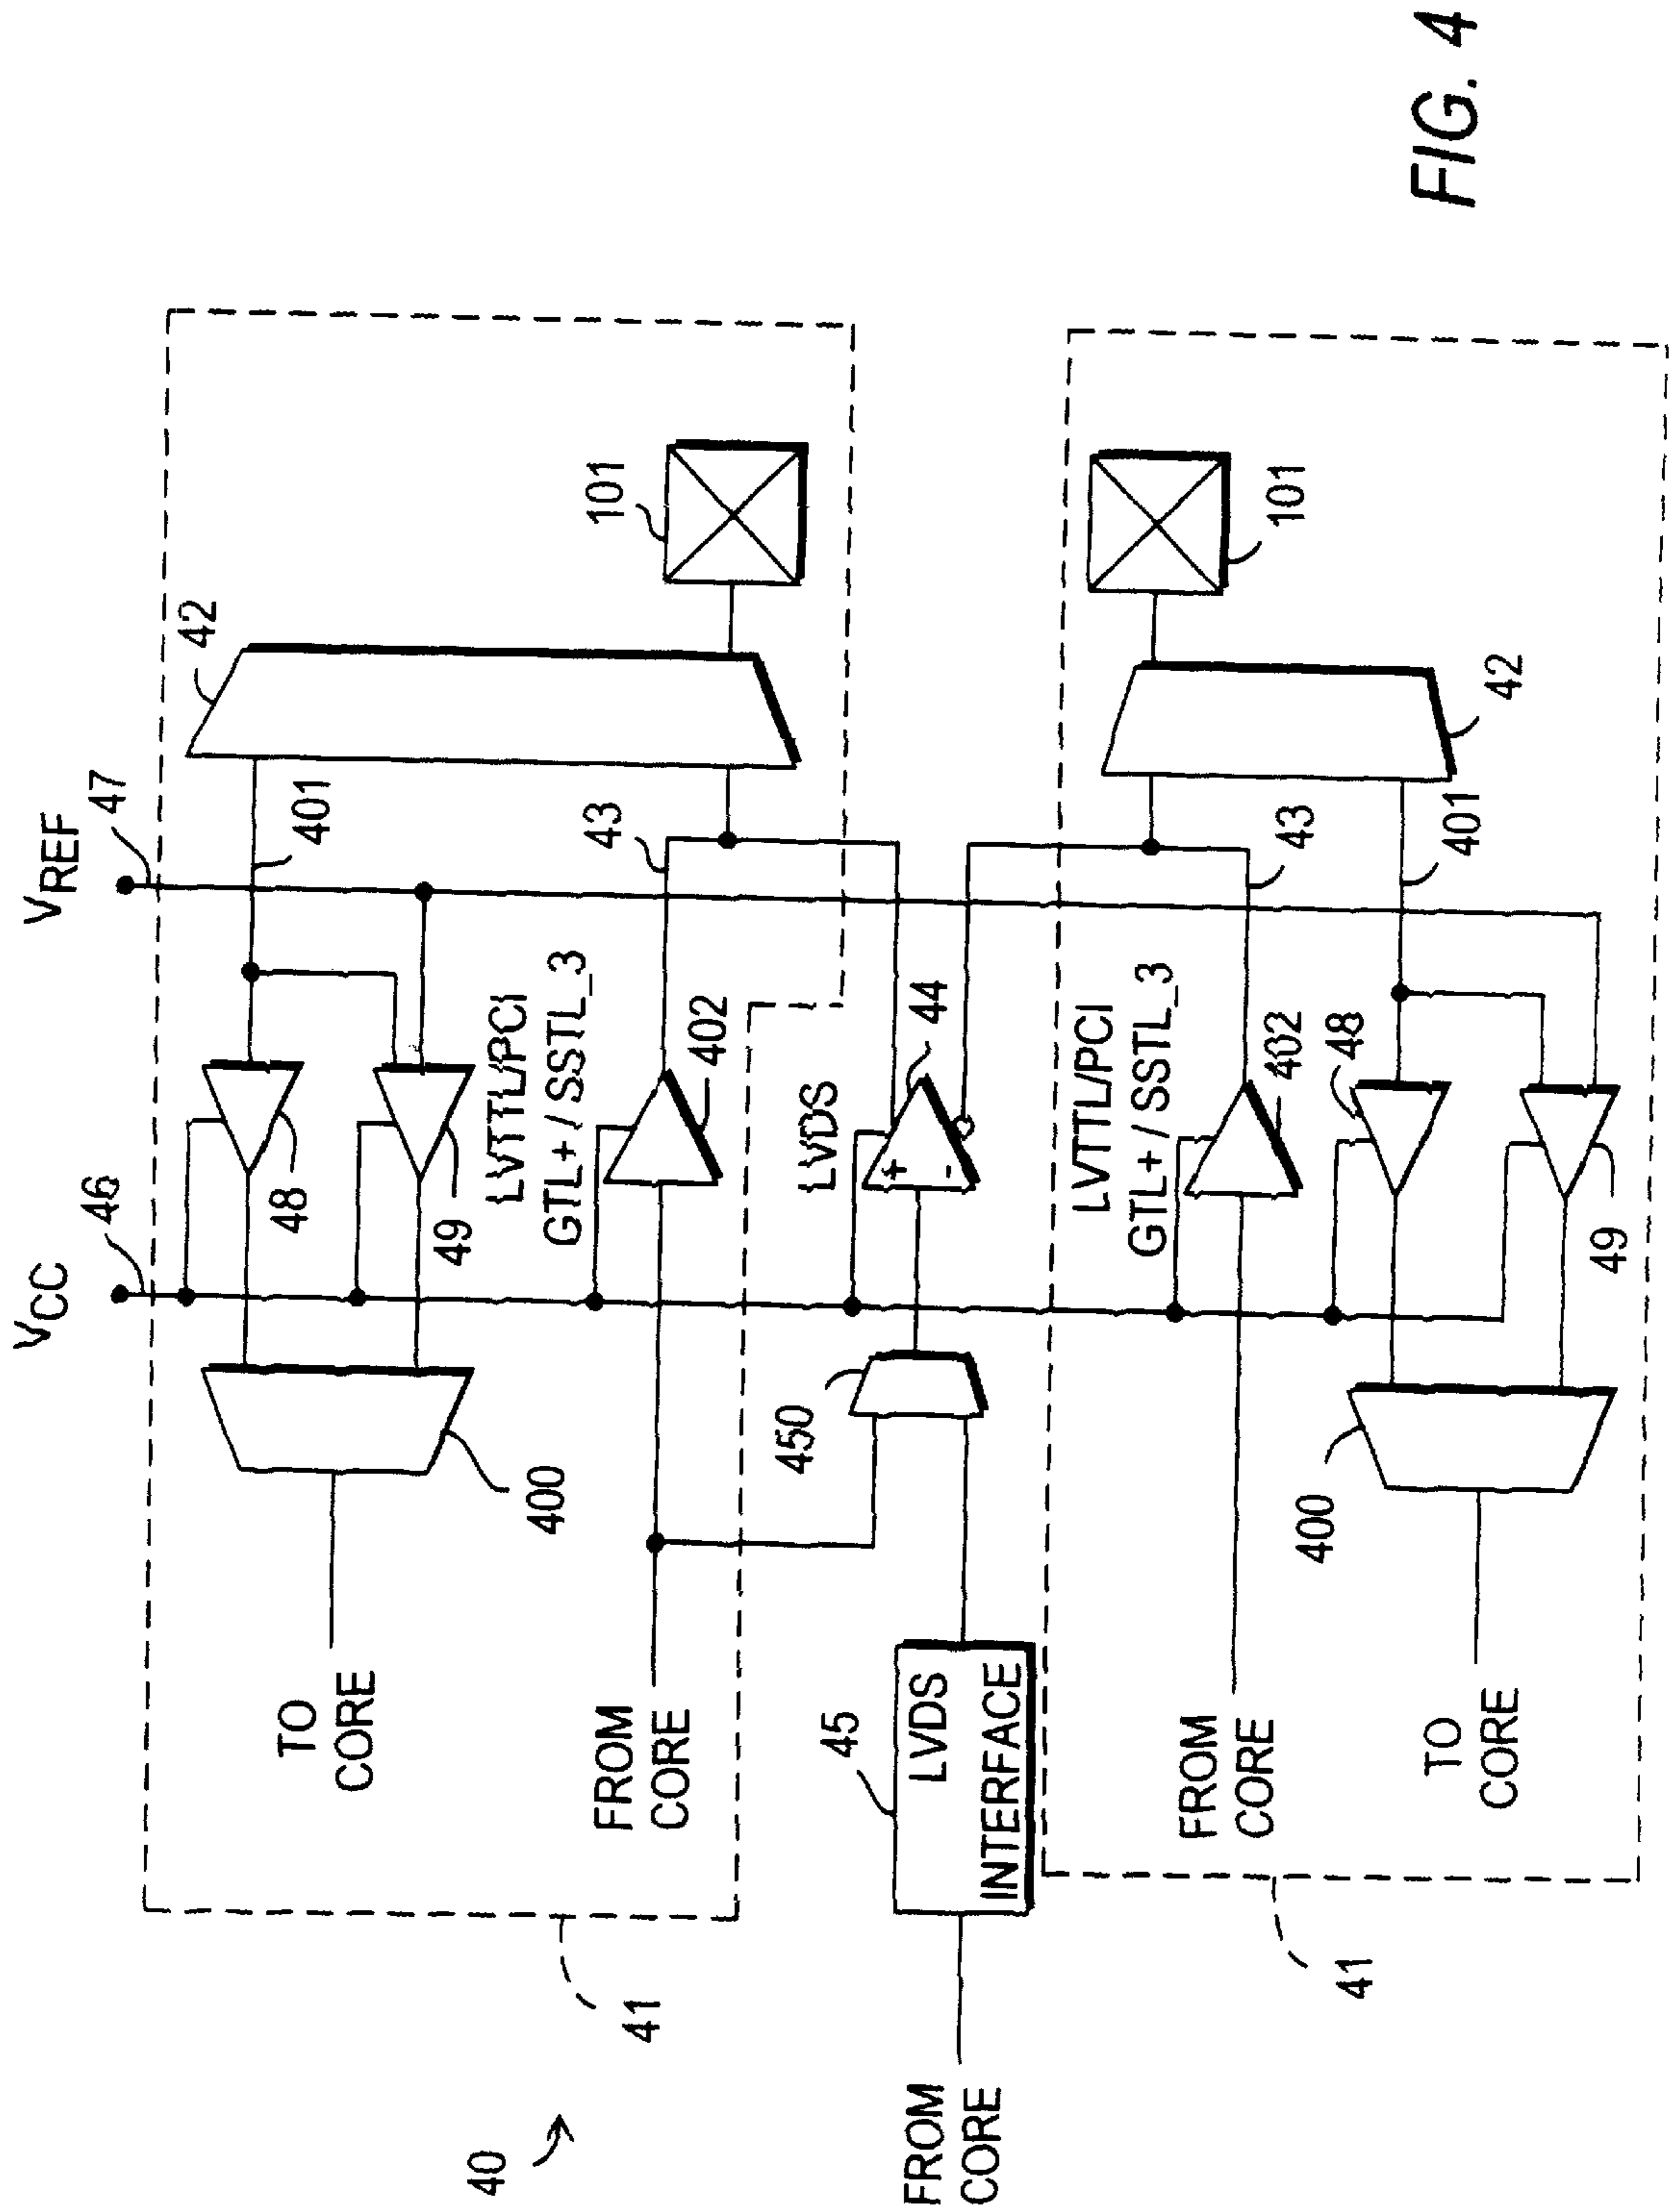 VCC
46
VREF
47
42
401
48
49
400
TO
CORE
LVTTL/PCI
GTL+ / SSTL_3
43
101
402
FROM
CORE
41
LVDS
44
+
-
450
45
LVDS
INTERFACE
FROM
CORE
40
101
LVTTL/PCI
GTL+ / SSTL_3
43
402
FROM
CORE
42
401
48
49
400
TO
CORE
41
FIG. 4